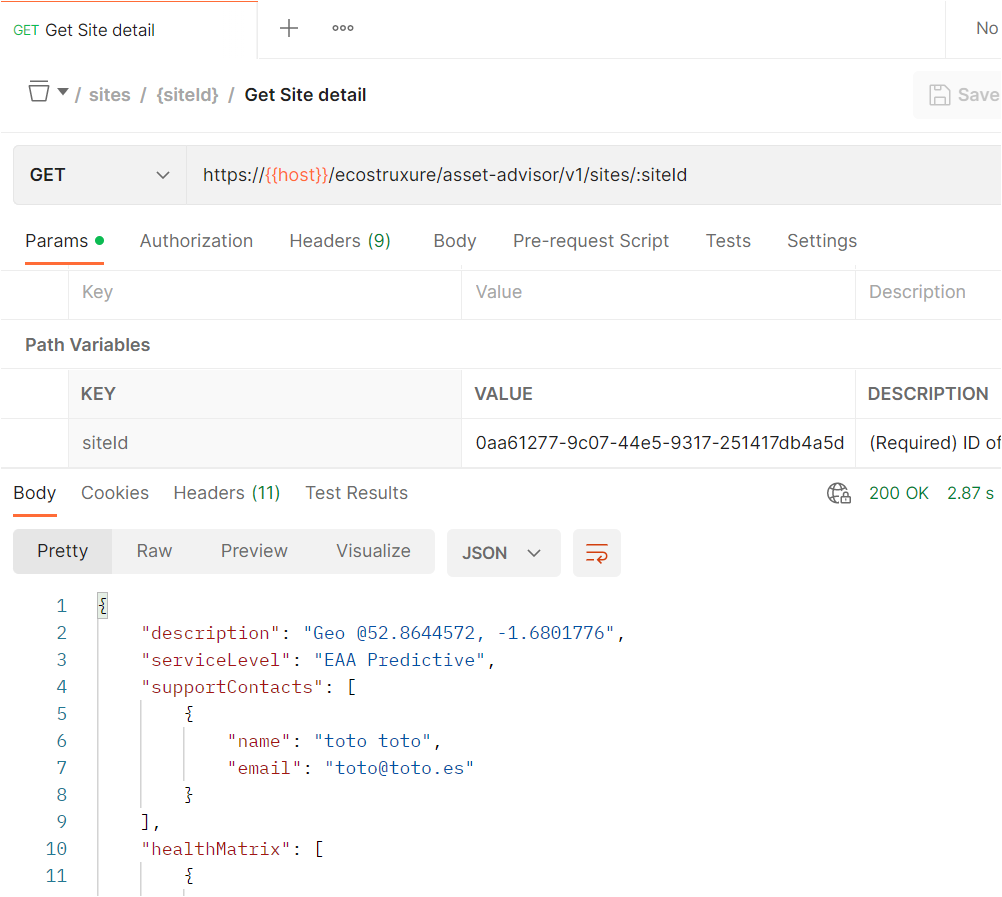 GET Get Site detail
No
/ sites / {siteId} / Get Site detail
Save
GET https://{{host}}/ecostruxure/asset-advisor/v1/sites/:siteId
Params Authorization Headers (9) Body Pre-request Script Tests Settings
Key Value Description
Path Variables
KEY VALUE DESCRIPTION
siteId 0aa61277-9c07-44e5-9317-251417db4a5d (Required) ID of
Body Cookies Headers (11) Test Results 200 OK 2.87 s
Pretty Raw Preview Visualize JSON
1 {
2 "description": "Geo @52.8644572, -1.6801776",
3 "serviceLevel": "EAA Predictive",
4 "supportContacts": [
5 {
6 "name": "toto toto",
7 "email": "toto@toto.es"
8 }
9 ],
10 "healthMatrix": [
11 {